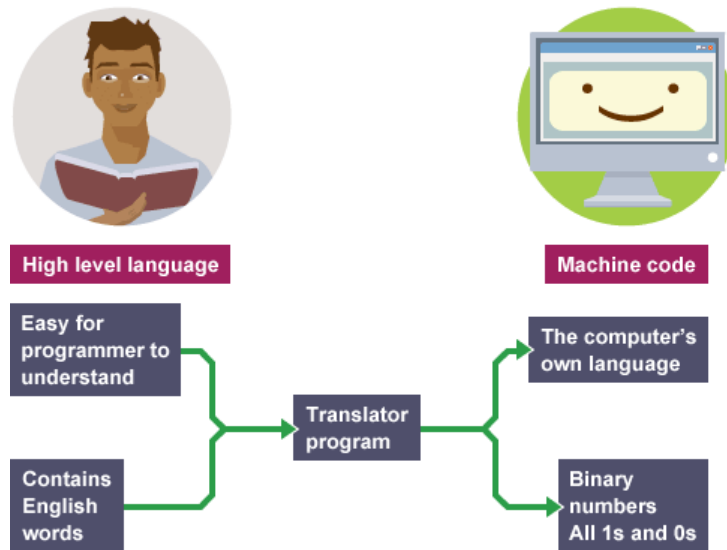 High level language
Machine code
Easy for
programmer to
understand
The computer's
own language
Translator
program
Contains
English
words
Binary
numbers
All 1s and 0s